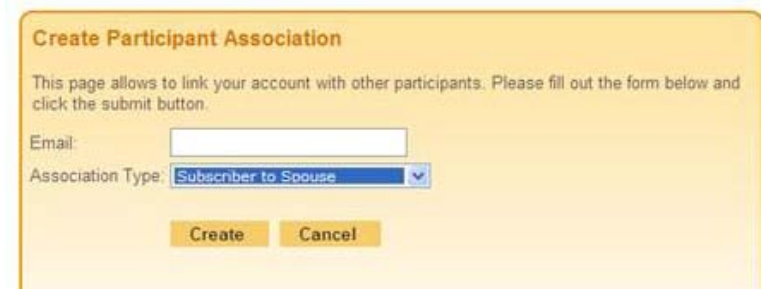 Create Participant Association
This page allows to link your account with other participants. Please fill out the form below and
click the submit button.
Email:
Association Type: Subscriber to Spouse
Create Cancel